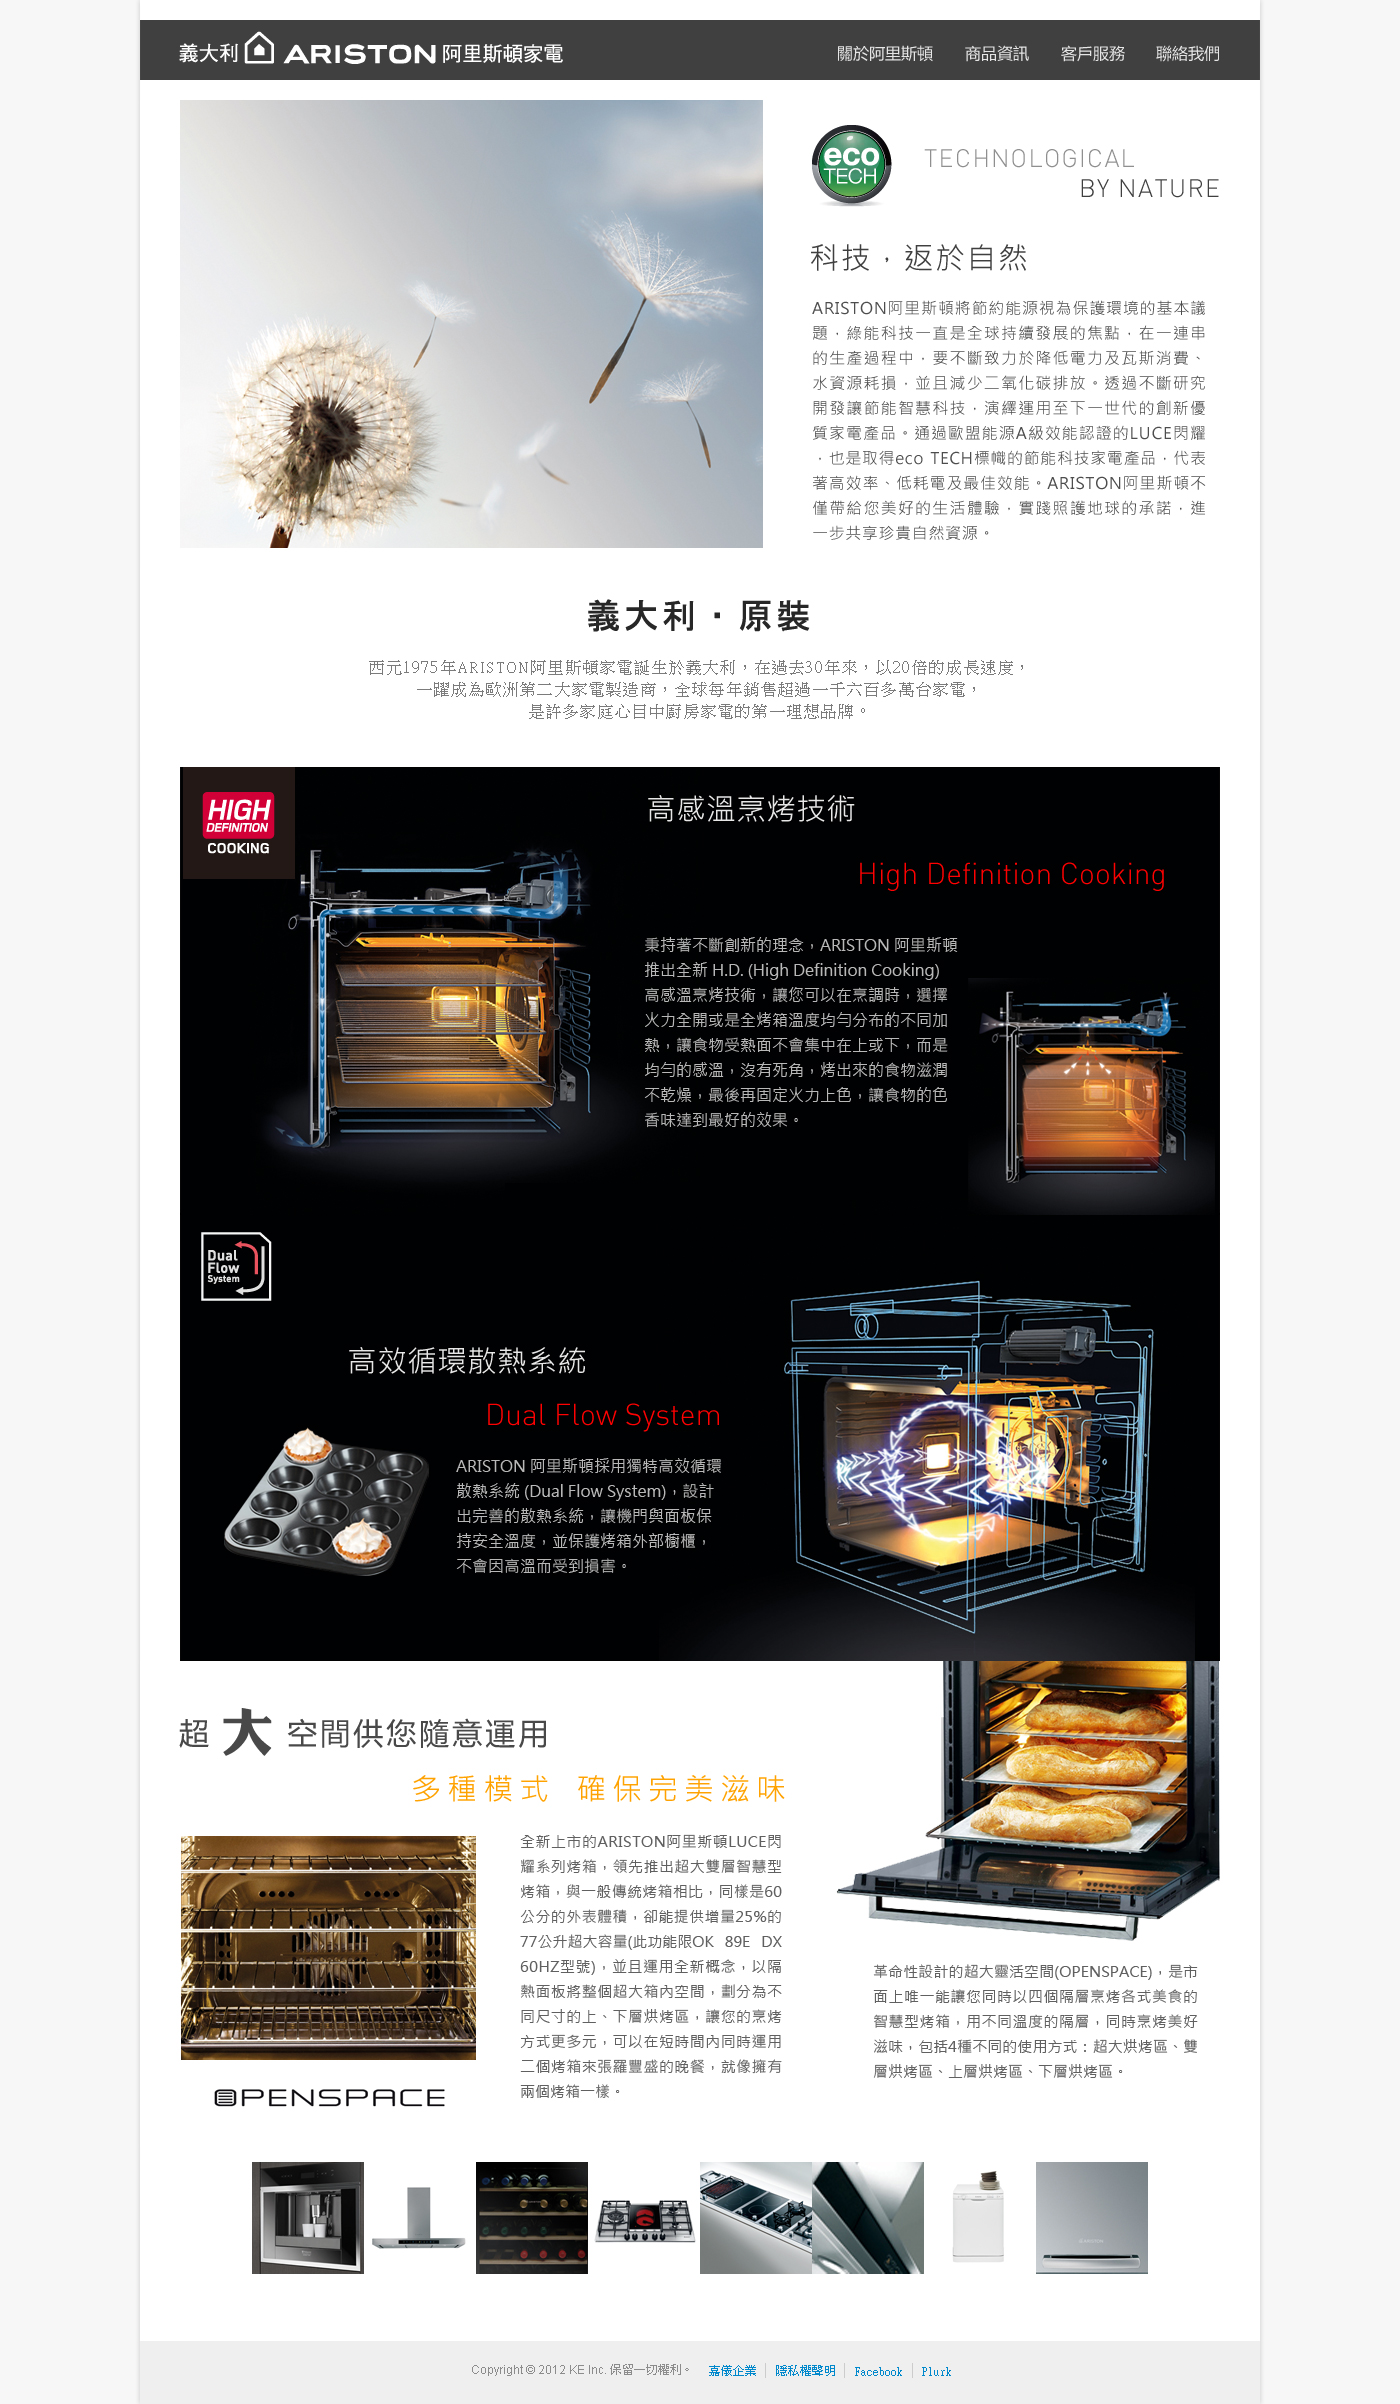 義大利 ARISTON 阿里斯頓家電
關於阿里斯頓 商品資訊 客戶服務 聯絡我們
eco
TECH
TECHNOLOGICAL
BY NATURE
科技，返於自然
ARISTON阿里斯頓將節約能源視為保護環境的基本議
題，綠能科技一直是全球持續發展的焦點，在一連串
的生產過程中，要不斷致力於降低電力及瓦斯消費、
水資源耗損，並且減少二氧化碳排放。透過不斷研究
開發讓節能智慧科技，演繹運用至下一世代的創新優
質家電產品。通過歐盟能源A級效能認證的LUCE閃耀
，也是取得eco TECH標幟的節能科技家電產品，代表
著高效率、低耗電及最佳效能。ARISTON阿里斯頓不
僅帶給您美好的生活體驗，實踐照護地球的承諾，進
一步共享珍貴自然資源。
義大利・原裝
西元1975年ARISTON阿里斯頓家電誕生於義大利，在過去30年來，以20倍的成長速度，
一躍成為歐洲第二大家電製造商，全球每年銷售超過一千六百多萬台家電，
是許多家庭心目中廚房家電的第一理想品牌。
HIGH
DEFINITION
COOKING
高感溫烹烤技術
High Definition Cooking
秉持著不斷創新的理念，ARISTON 阿里斯頓
推出全新 H.D. (High Definition Cooking)
高感溫烹烤技術，讓您可以在烹調時，選擇
火力全開或是全烤箱溫度均勻分布的不同加
熱，讓食物受熱面不會集中在上或下，而是
均勻的感溫，沒有死角，烤出來的食物滋潤
不乾燥，最後再固定火力上色，讓食物的色
香味達到最好的效果。
Dual
Flow
System
高效循環散熱系統
Dual Flow System
ARISTON 阿里斯頓採用獨特高效循環
散熱系統 (Dual Flow System)，設計
出完善的散熱系統，讓機門與面板保
持安全溫度，並保護烤箱外部櫥櫃，
不會因高溫而受到損害。
超 大 空間供您隨意運用
多種模式 確保完美滋味
全新上市的ARISTON阿里斯頓LUCE閃
耀系列烤箱，領先推出超大雙層智慧型
烤箱，與一般傳統烤箱相比，同樣是60
公分的外表體積，卻能提供增量25%的
77公升超大容量(此功能限OK 89E DX
60HZ型號)，並且運用全新概念，以隔
熱面板將整個超大箱內空間，劃分為不
同尺寸的上、下層烘烤區，讓您的烹烤
方式更多元，可以在短時間內同時運用
二個烤箱來張羅豐盛的晚餐，就像擁有
兩個烤箱一樣。
OPENSPACE
革命性設計的超大靈活空間(OPENSPACE)，是市
面上唯一能讓您同時以四個隔層烹烤各式美食的
智慧型烤箱，用不同溫度的隔層，同時烹烤美好
滋味，包括4種不同的使用方式：超大烘烤區、雙
層烘烤區、上層烘烤區、下層烘烤區。
Copyright © 2012 KE Inc. 保留一切權利。 嘉儀企業 隱私權聲明 Facebook Plurk